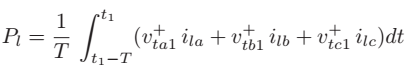 $P_l = \frac{1}{T} \int_{t_1-T}^{t_1} (v_{ta1}^{+} \, i_{la} + v_{tb1}^{+} \, i_{lb} + v_{tc1}^{+} \, i_{lc}) dt$